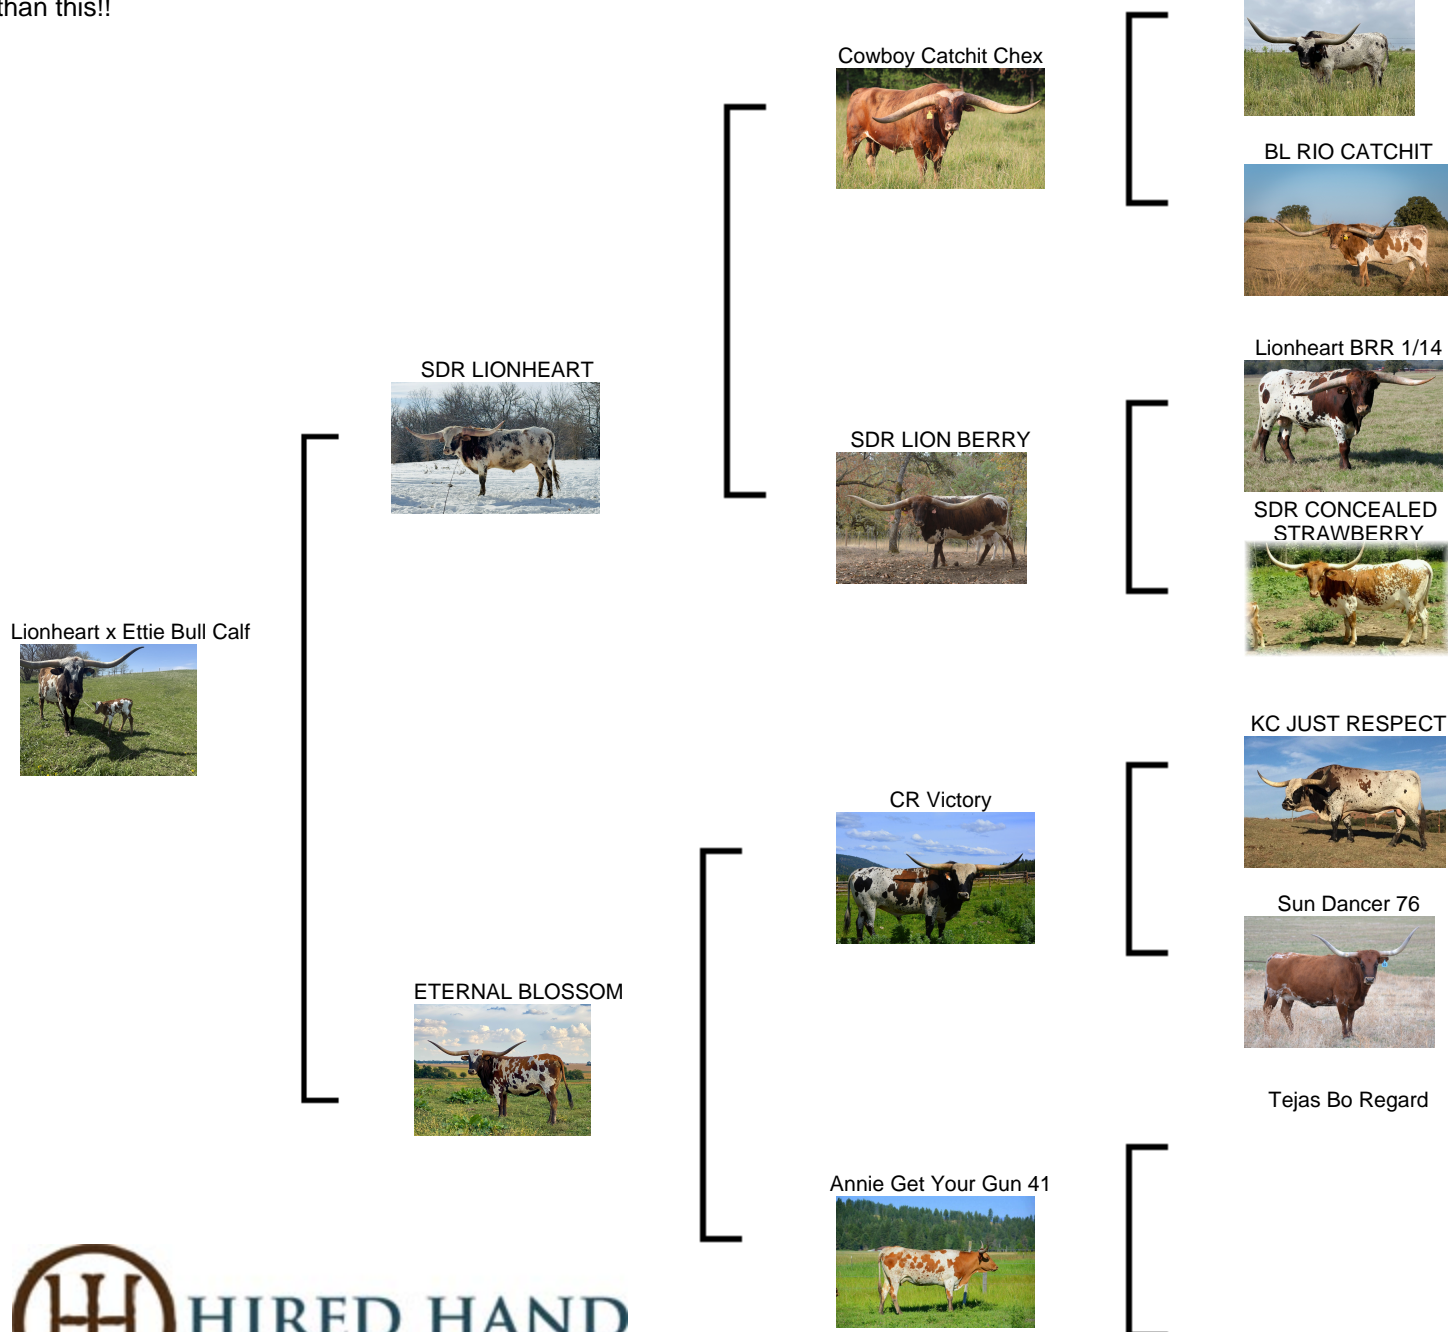 than this!!
Cowboy Catchit Chex
BL RIO CATCHIT
SDR LIONHEART
Lionheart BRR 1/14
SDR LION BERRY
SDR CONCEALED
STRAWBERRY
Lionheart x Ettie Bull Calf
KC JUST RESPECT
CR Victory
Sun Dancer 76
ETERNAL BLOSSOM
Tejas Bo Regard
Annie Get Your Gun 41
HIRED HAND